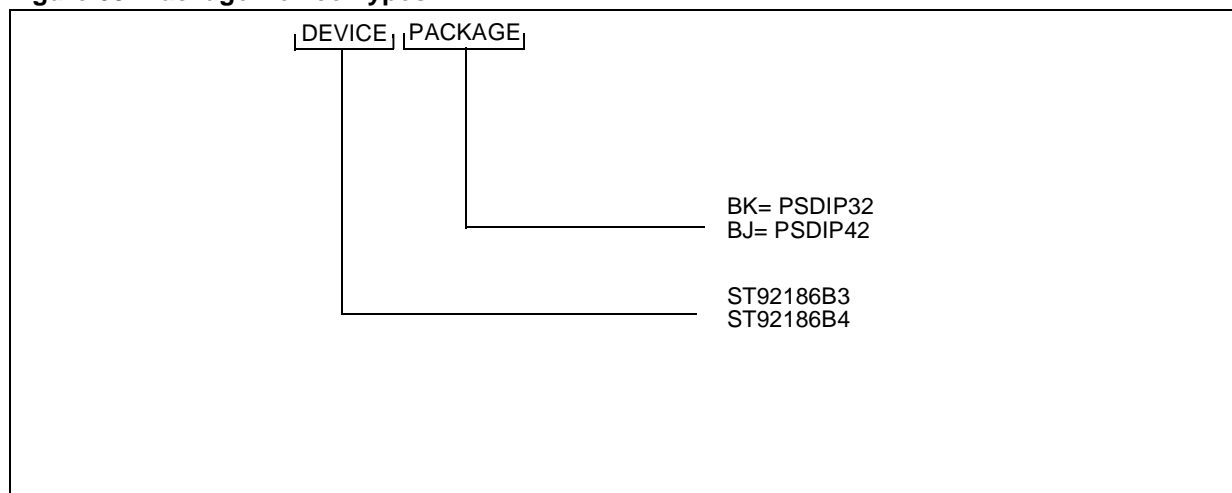 DEVICE PACKAGE
BK= PSDIP32
BJ= PSDIP42
ST92186B3
ST92186B4